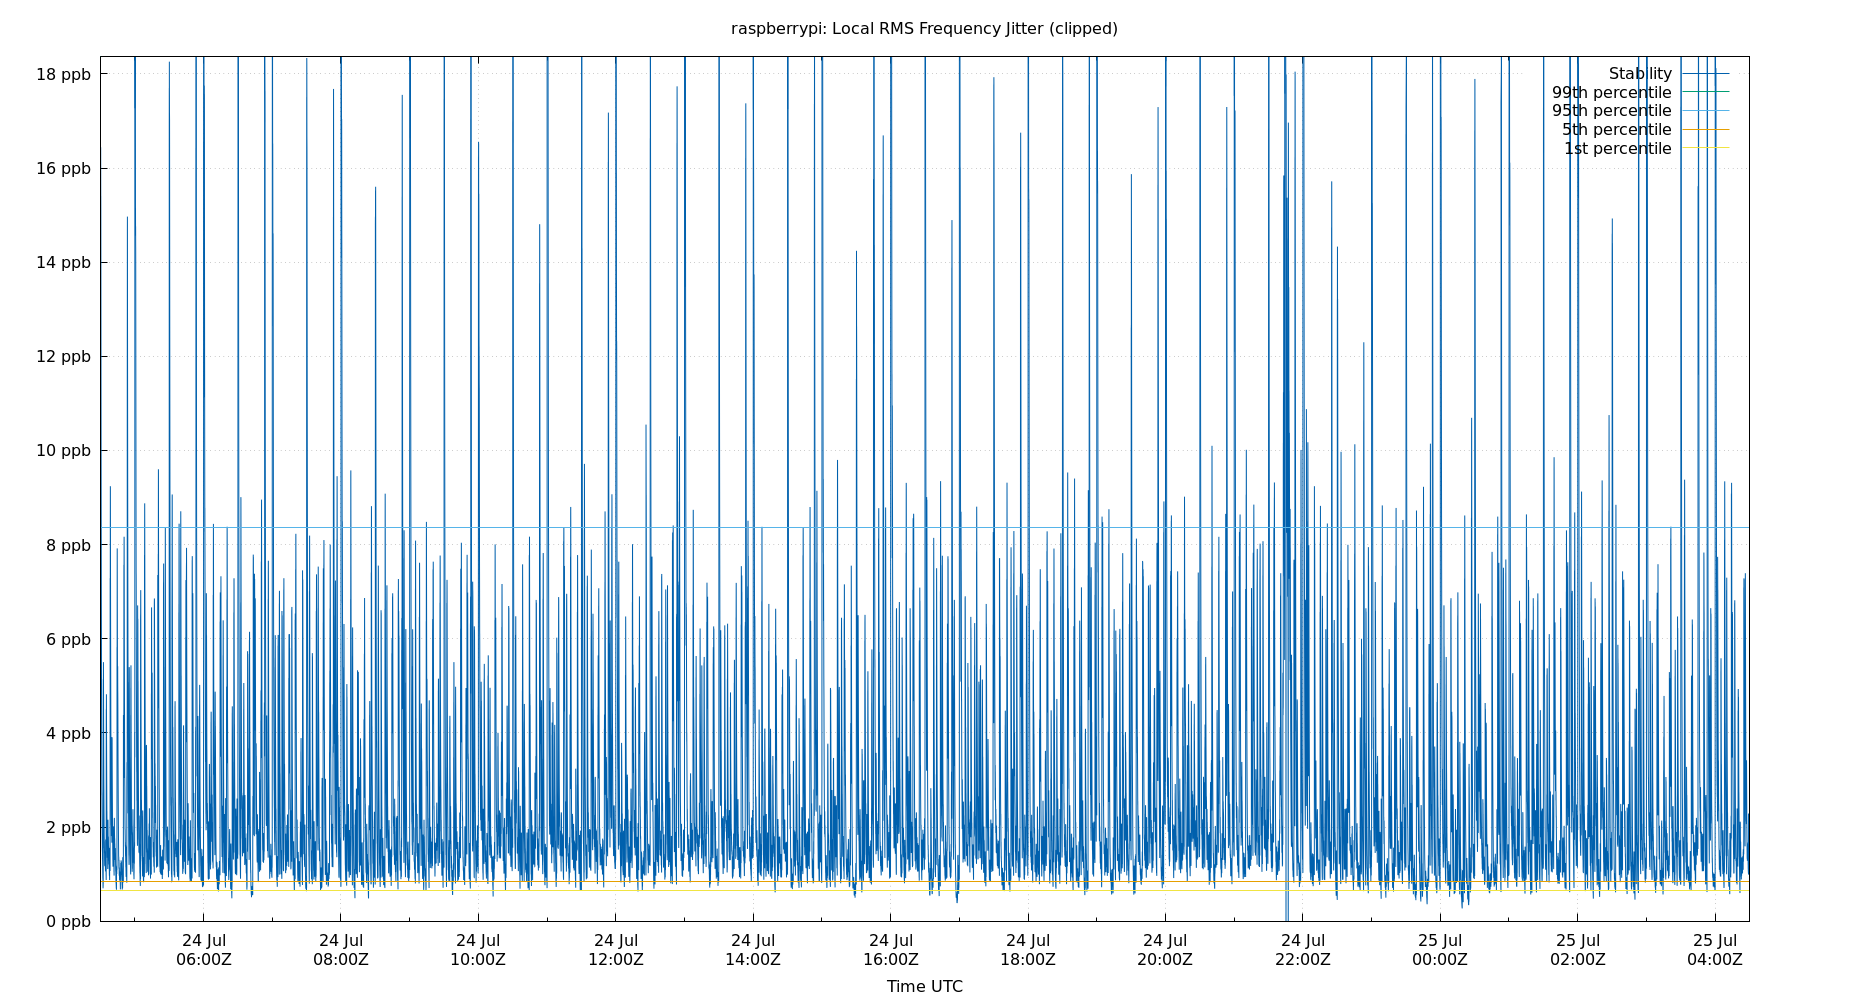 raspberrypi: Local RMS Frequency Jitter (clipped)
18 ppb
16 ppb
14 ppb
12 ppb
10 ppb
8 ppb
6 ppb
4 ppb
2 ppb
0 ppb
Stability
99th percentile
95th percentile
5th percentile
1st percentile
24 Jul 24 Jul 24 Jul 24 Jul 24 Jul 24 Jul 24 Jul 24 Jul 24 Jul 25 Jul 25 Jul 25 Jul
06:00Z 08:00Z 10:00Z 12:00Z 14:00Z 16:00Z 18:00Z 20:00Z 22:00Z 00:00Z 02:00Z 04:00Z
Time UTC